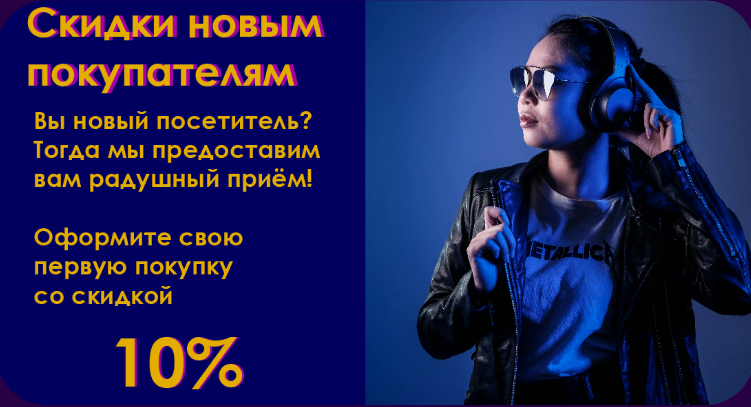 Скидки новым
покупателям
Вы новый посетитель?
Тогда мы предоставим
вам радушный приём!
Оформите свою
первую покупку
со скидкой
10%
METALLICA